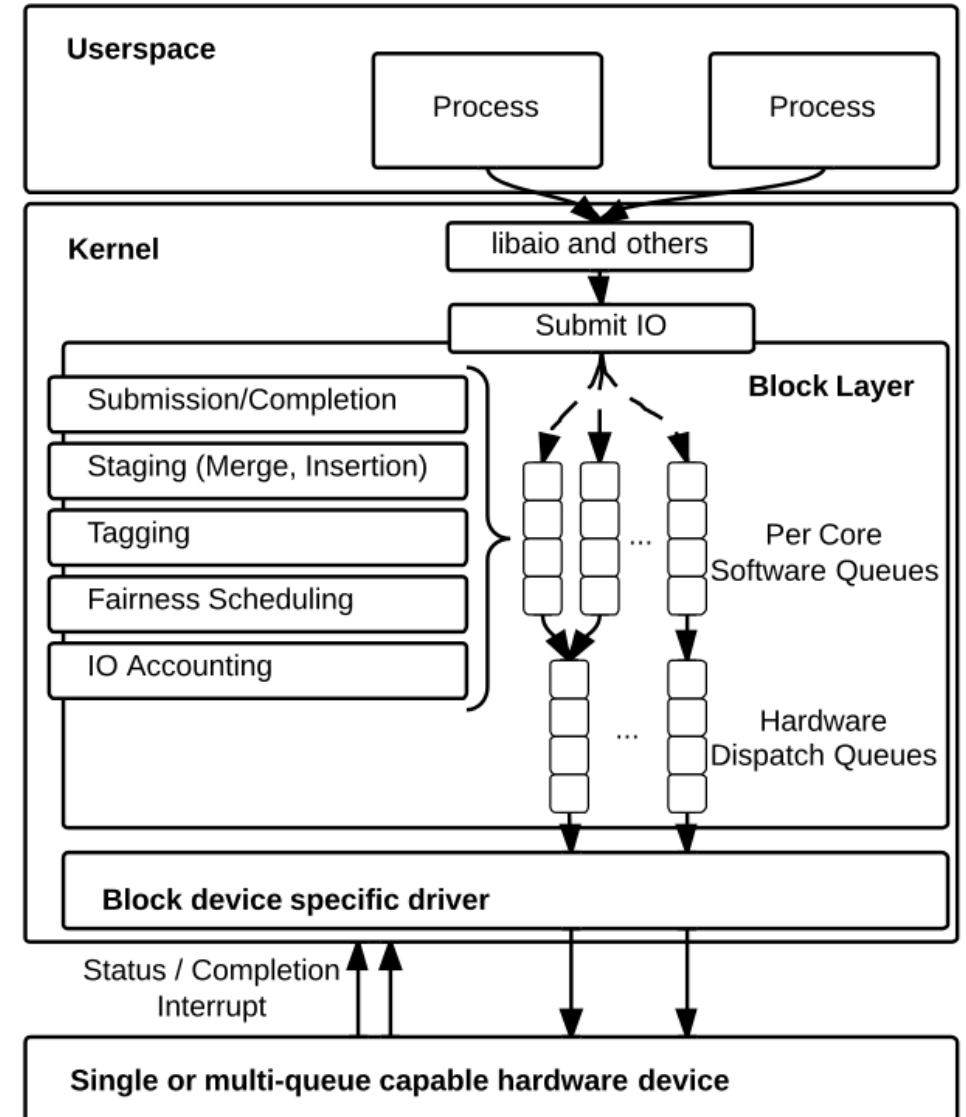 Userspace
Process
Process
Kernel
libaio and others
Submit IO
Block Layer
Submission/Completion
Staging (Merge, Insertion)
Tagging
Fairness Scheduling
IO Accounting
...
Per Core
Software Queues
...
Hardware
Dispatch Queues
Block device specific driver
Status / Completion
Interrupt
Single or multi-queue capable hardware device